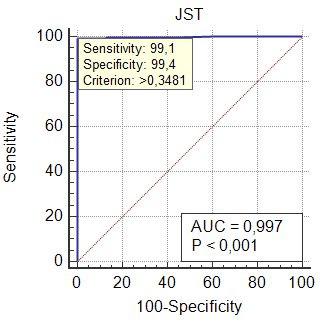 JST
Sensitivity
100
80
60
40
20
0
Sensitivity: 99,1
Specificity: 99,4
Criterion: >0,3481
AUC = 0,997
P < 0,001
0 20 40 60 80 100
100-Specificity